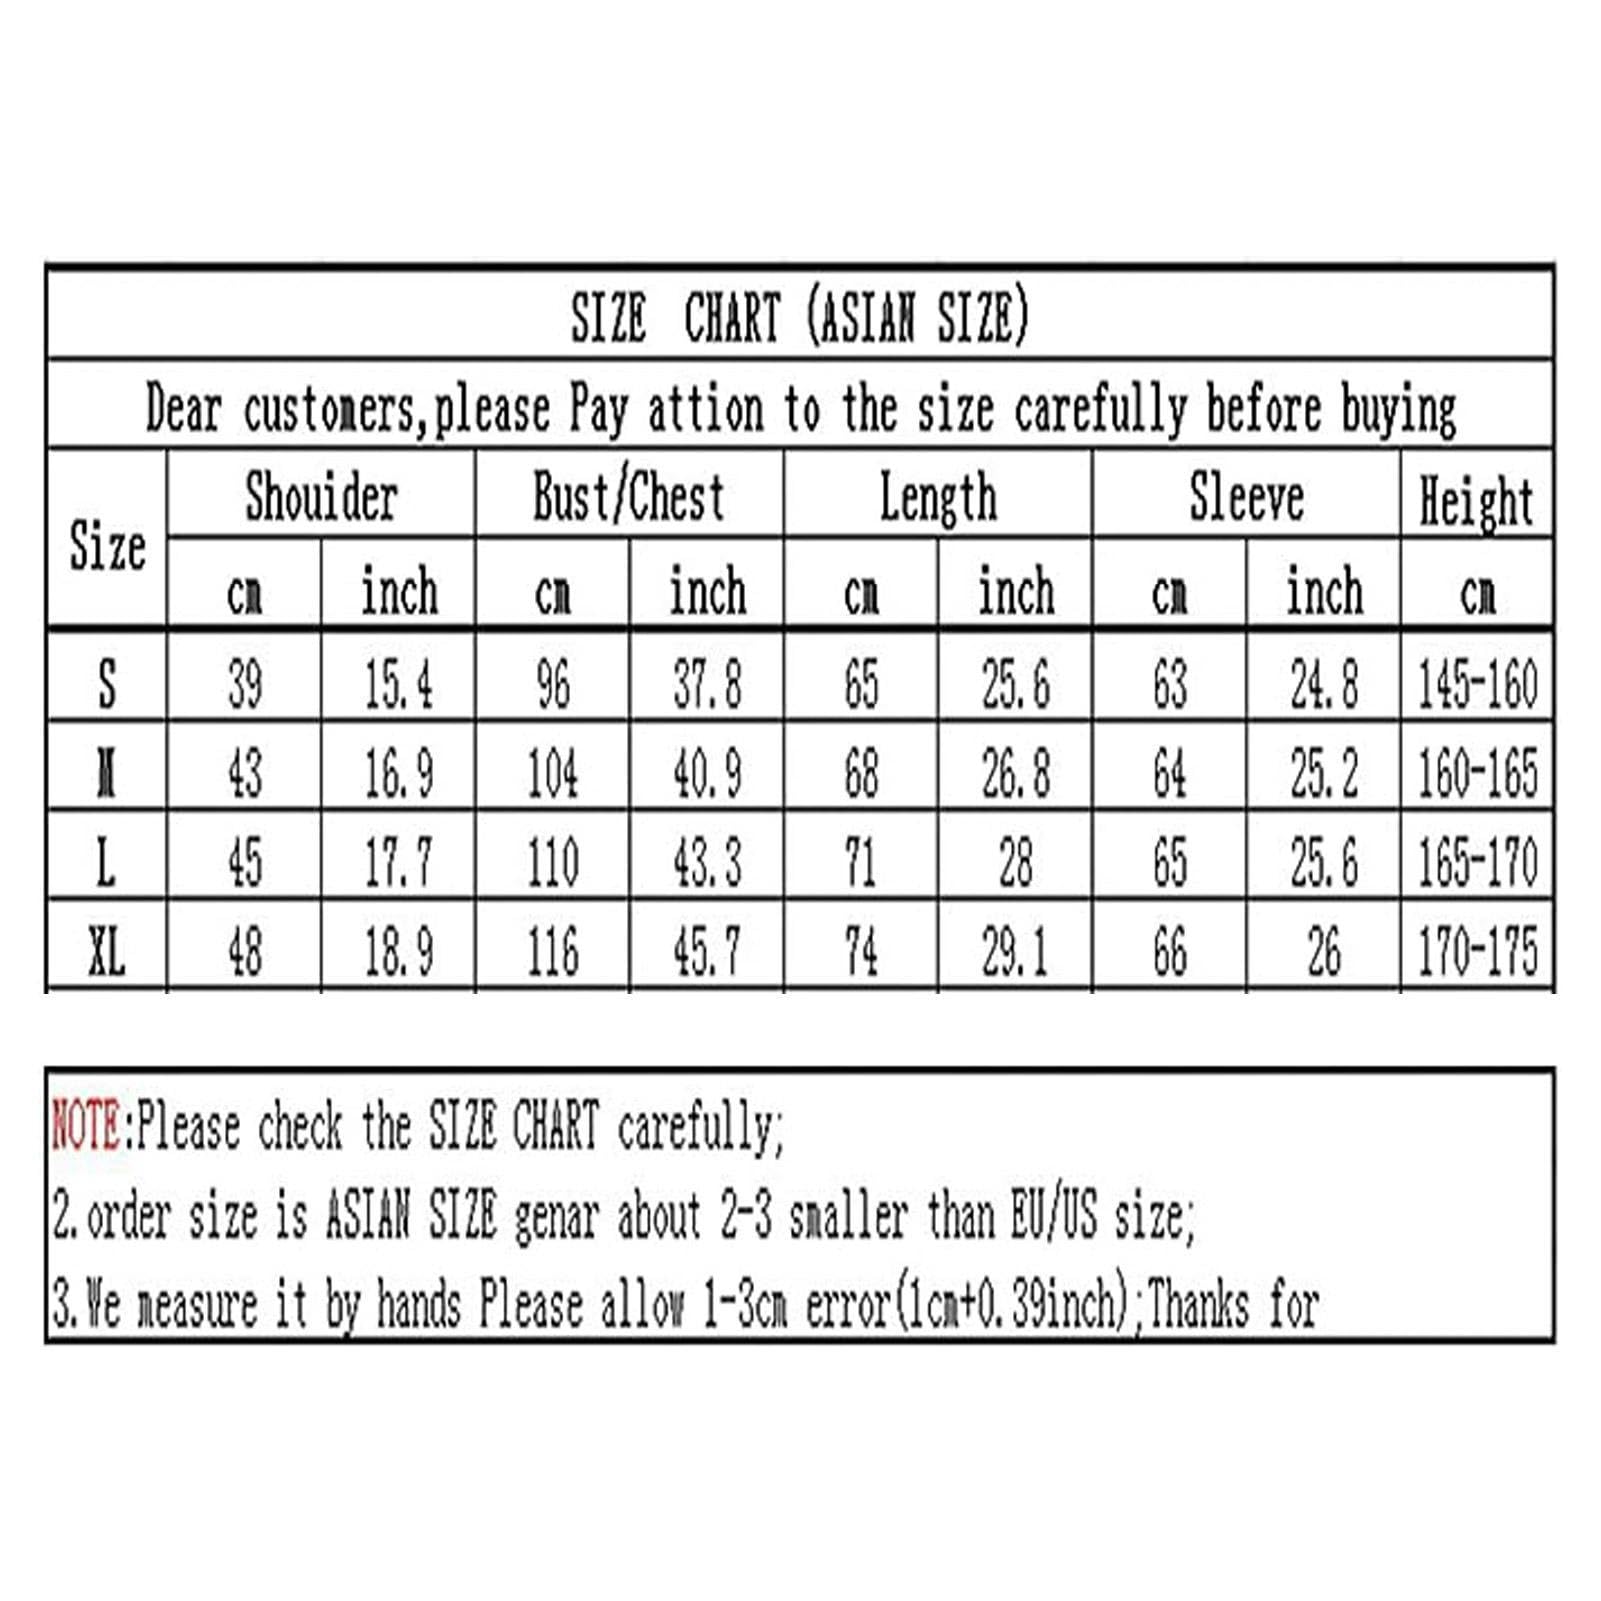 SIZE CHART (ASIAN SIZE)
Dear customers,please Pay attion to the size carefully before buying
Size Shouider Bust/Chest Length Sleeve Height
cm inch cm inch cm inch cm inch cm
S 39 15.4 96 37.8 65 25.6 63 24.8 145-160
M 43 16.9 104 40.9 68 26.8 64 25.2 160-165
L 45 17.7 110 43.3 71 28 65 25.6 165-170
XL 48 18.9 116 45.7 74 29.1 66 26 170-175
NOTE:Please check the SIZE CHART carefully;
2.order size is ASIAN SIZE genar about 2-3 smaller than EU/US size;
3.We measure it by hands Please allow 1-3cm error(1cm+0.39inch);Thanks for